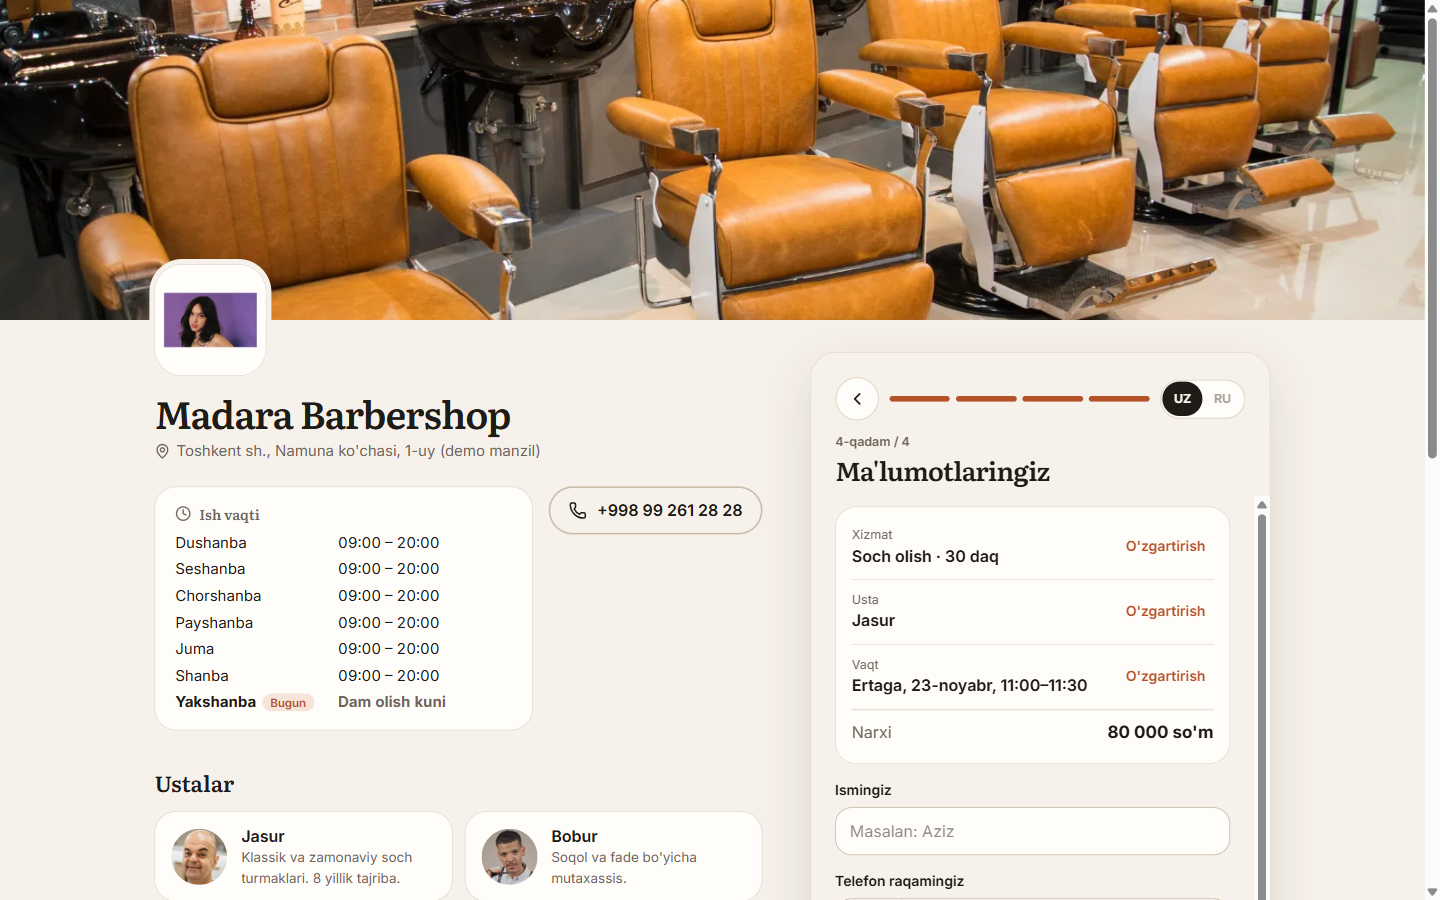 Madara Barbershop
Toshkent sh., Namuna ko'chasi, 1-uy (demo manzil)
Ish vaqti
Dushanba 09:00 – 20:00
Seshanba 09:00 – 20:00
Chorshanba 09:00 – 20:00
Payshanba 09:00 – 20:00
Juma 09:00 – 20:00
Shanba 09:00 – 20:00
Yakshanba Bugun Dam olish kuni
+998 99 261 28 28
Ustalar
Jasur
Klassik va zamonaviy soch
turmaklari. 8 yillik tajriba.
Bobur
Soqol va fade bo'yicha
mutaxassis.
UZ RU
4-qadam / 4
Ma'lumotlaringiz
Xizmat
Soch olish · 30 daq
O'zgartirish
Usta
Jasur
O'zgartirish
Vaqt
Ertaga, 23-noyabr, 11:00–11:30
O'zgartirish
Narxi 80 000 so'm
Ismingiz
Masalan: Aziz
Telefon raqamingiz